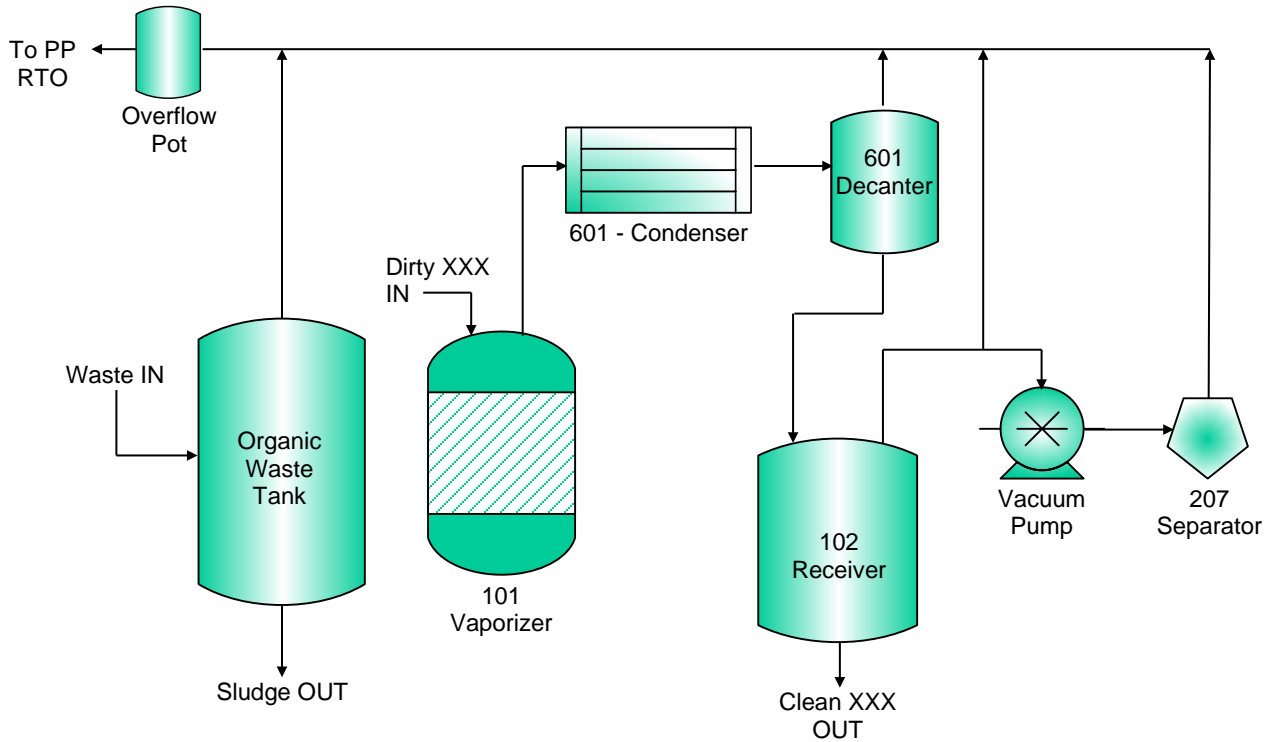 To PP
RTO
Overflow
Pot
601
Decanter
601 - Condenser
Dirty XXX
IN
Waste IN
Organic
Waste
Tank
101
Vaporizer
102
Receiver
Vacuum
Pump
207
Separator
Sludge OUT
Clean XXX
OUT